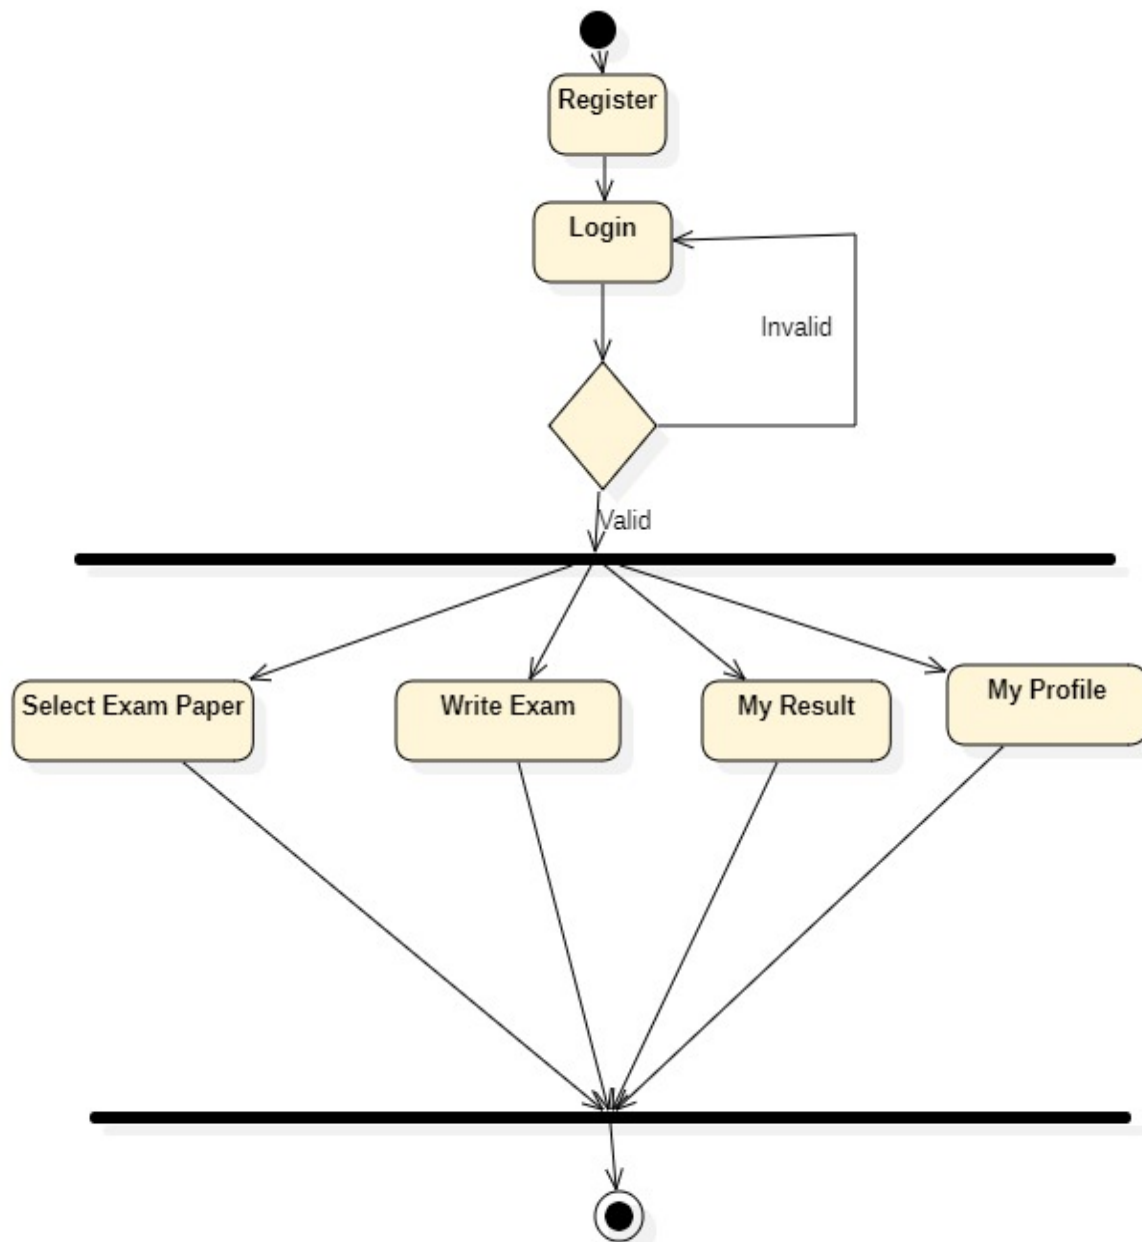 Register
Login
Invalid
Valid
Select Exam Paper
Write Exam
My Result
My Profile